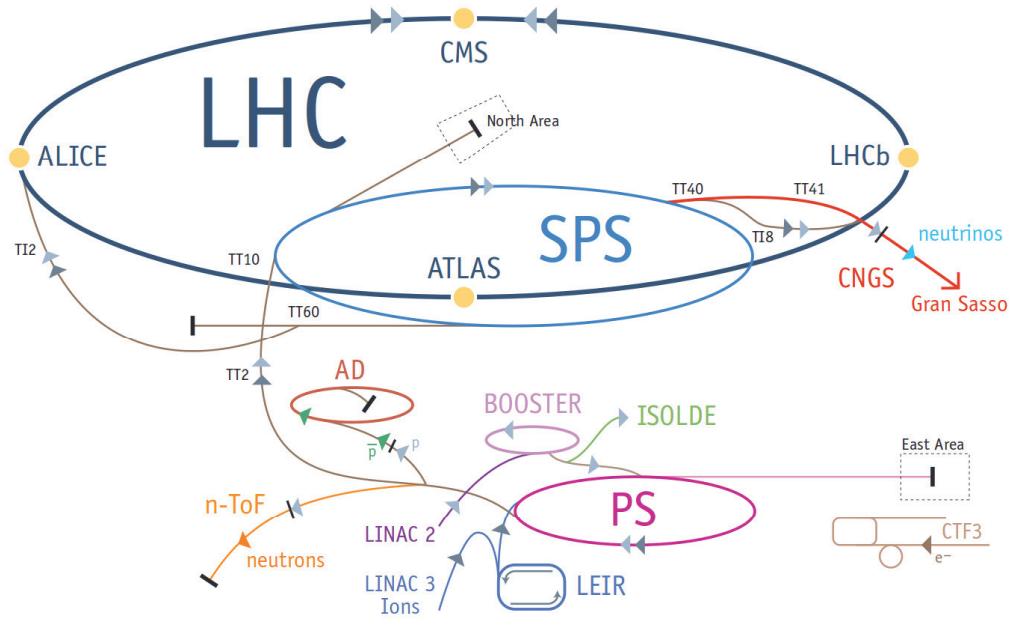 CMS
LHC
North Area
ALICE
LHCb
TT40
TT41
SPS
TI8
neutrinos
TI2
TT10
ATLAS
CNGS
Gran Sasso
TT60
TT2
AD
BOOSTER
ISOLDE
p
p̅
East Area
n-ToF
PS
LINAC 2
neutrons
CTF3
e⁻
LINAC 3
Ions
LEIR